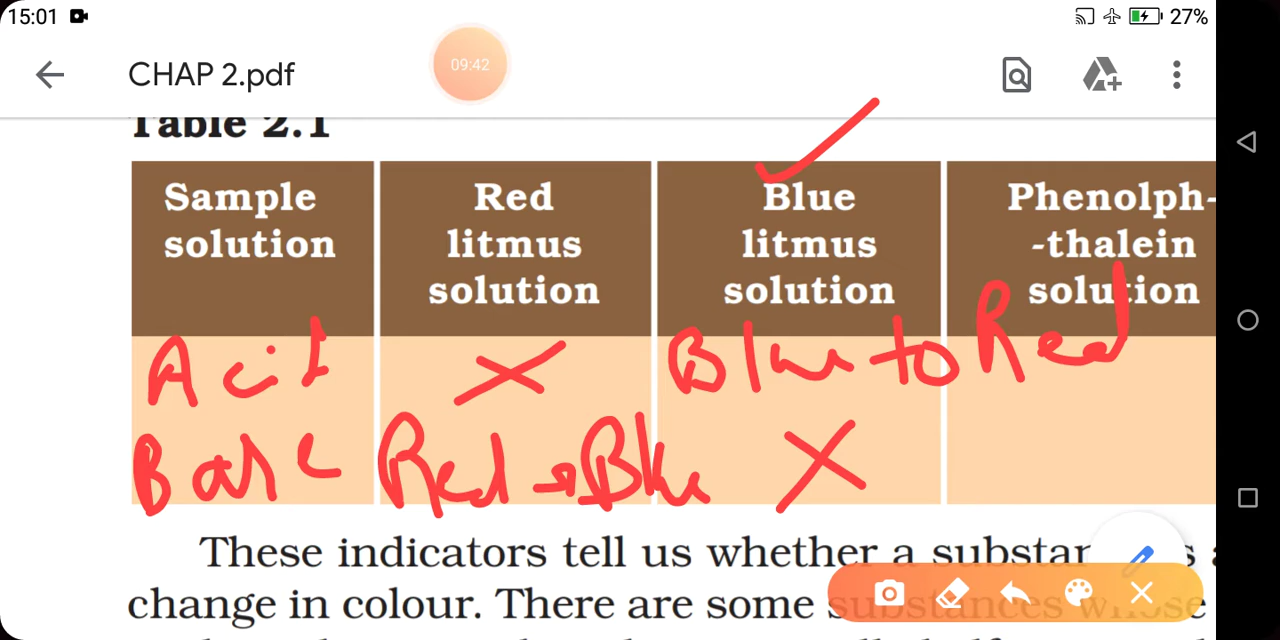 15:01 27%
CHAP 2.pdf 09:42
Table 2.1
Sample solution Red litmus solution Blue litmus solution Phenolph- -thalein solution
Acid X Blue to Red
Base Red → Blue X
These indicators tell us whether a
change in colour. There are some substances whose